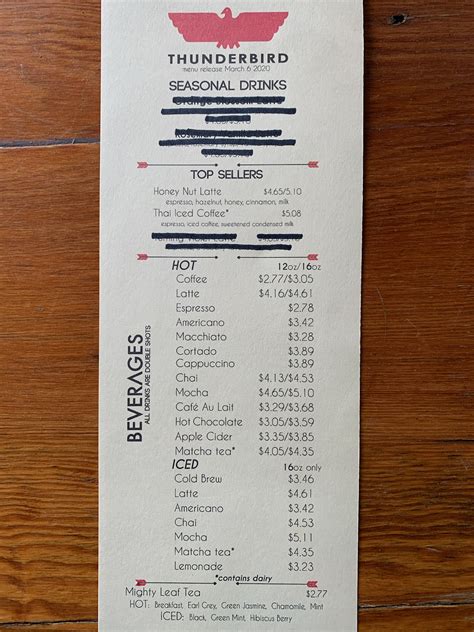 THUNDERBIRD
menu release March 6 2020
SEASONAL DRINKS
TOP SELLERS
Honey Nut Latte $4.65/5.10
espresso, hazelnut, honey, cinnamon, milk
Thai Iced Coffee* $5.08
espresso, iced coffee, sweetened condensed milk
BEVERAGES
ALL DRINKS ARE DOUBLE SHOTS
HOT 12oz/16oz
Coffee $2.77/$3.05
Latte $4.16/$4.61
Espresso $2.78
Americano $3.42
Macchiato $3.28
Cortado $3.89
Cappuccino $3.89
Chai $4.13/$4.53
Mocha $4.65/$5.10
Café Au Lait $3.29/$3.68
Hot Chocolate $3.05/$3.59
Apple Cider $3.35/$3.85
Matcha tea* $4.05/$4.35
ICED 16oz only
Cold Brew $3.46
Latte $4.61
Americano $3.42
Chai $4.53
Mocha $5.11
Matcha tea* $4.35
Lemonade $3.23
*contains dairy
Mighty Leaf Tea $2.77
HOT: Breakfast, Earl Grey, Green Jasmine, Chamomile, Mint
ICED: Black, Green Mint, Hibiscus Berry